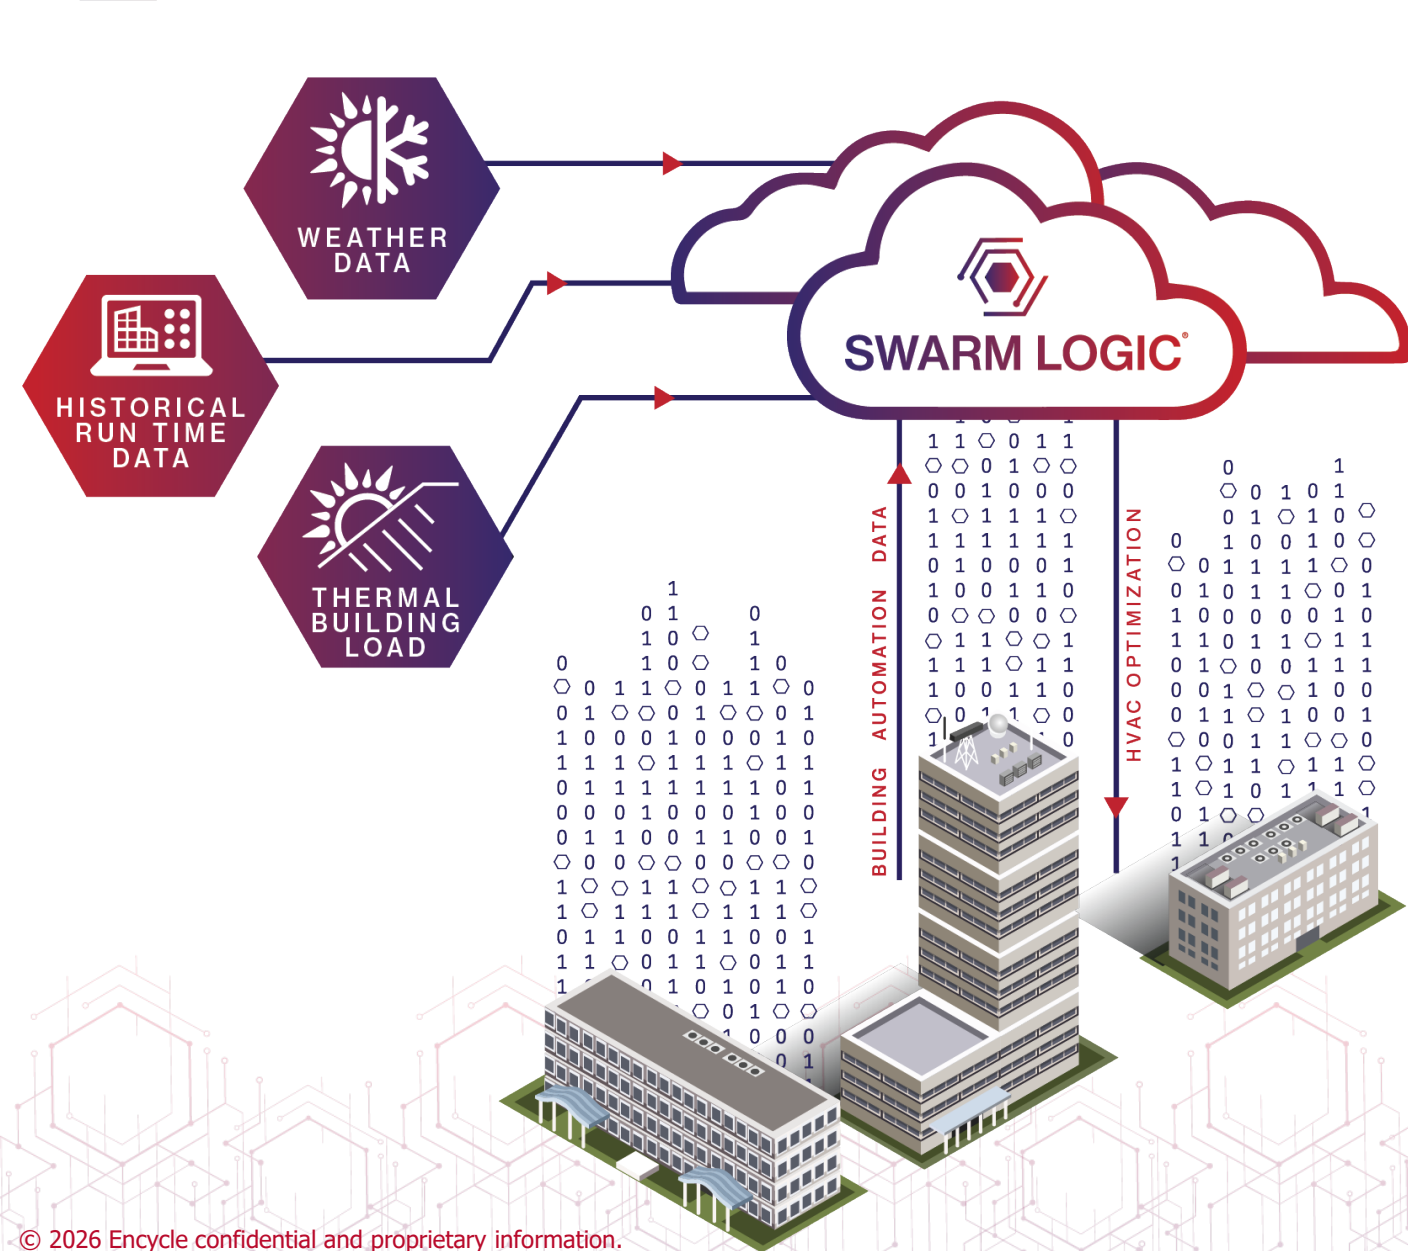 WEATHER
DATA
HISTORICAL
RUN TIME
DATA
THERMAL
BUILDING
LOAD
SWARM LOGIC®
BUILDING AUTOMATION DATA
HVAC OPTIMIZATION
© 2026 Encycle confidential and proprietary information.